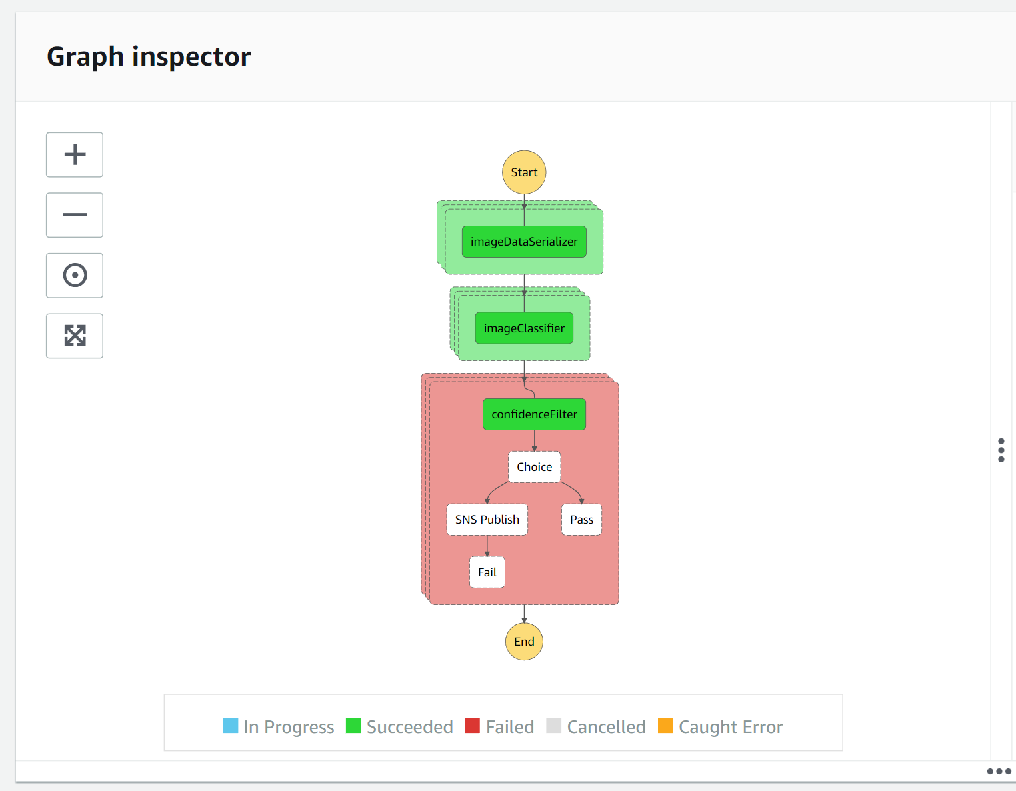 Graph inspector
Start
imageDataSerializer
imageClassifier
confidenceFilter
Choice
SNS Publish
Pass
Fail
End
In Progress
Succeeded
Failed
Cancelled
Caught Error